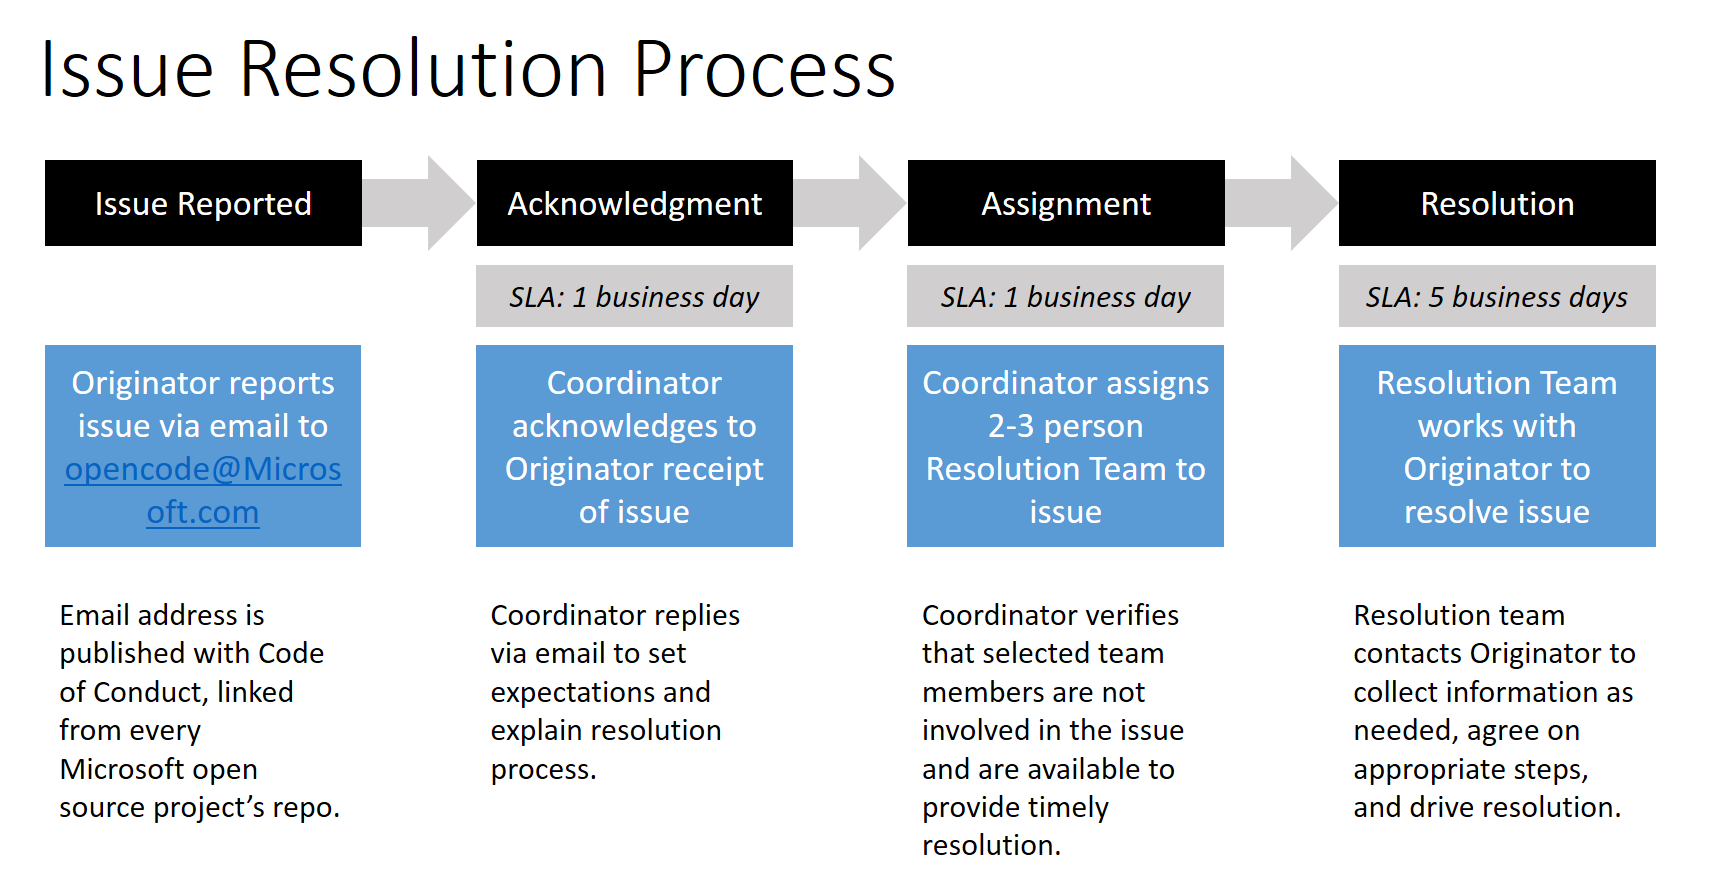 Issue Resolution Process
Issue Reported
Acknowledgment
Assignment
Resolution
SLA: 1 business day
SLA: 1 business day
SLA: 5 business days
Originator reports
issue via email to
opencode@Micros
oft.com
Coordinator
acknowledges to
Originator receipt
of issue
Coordinator assigns
2-3 person
Resolution Team to
issue
Resolution Team
works with
Originator to
resolve issue
Email address is
published with Code
of Conduct, linked
from every
Microsoft open
source project’s repo.
Coordinator replies
via email to set
expectations and
explain resolution
process.
Coordinator verifies
that selected team
members are not
involved in the issue
and are available to
provide timely
resolution.
Resolution team
contacts Originator to
collect information as
needed, agree on
appropriate steps,
and drive resolution.